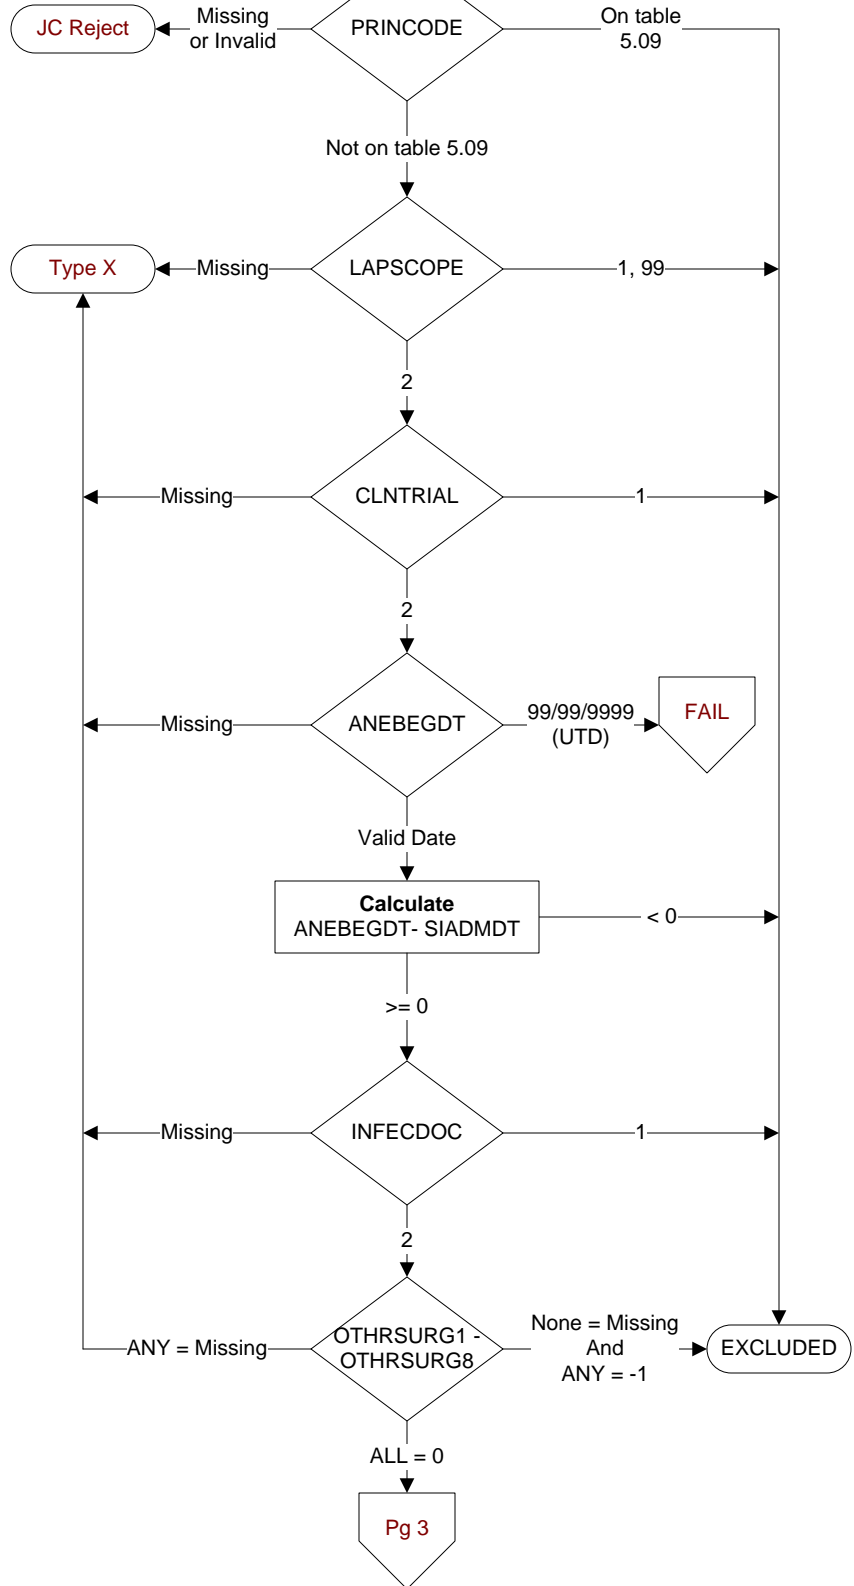 JC Reject
Missing
or Invalid
PRINCODE
On table
5.09
Not on table 5.09
Type X
Missing
LAPSCOPE
1, 99
2
Missing
CLNTRIAL
1
2
Missing
ANEBEGDT
99/99/9999
(UTD)
FAIL
Valid Date
Calculate
ANEBEGDT- SIADMDT
< 0
>= 0
Missing
INFECDOC
1
2
ANY = Missing
OTHRSURG1 -
OTHRSURG8
None = Missing
And
ANY = -1
EXCLUDED
ALL = 0
Pg 3